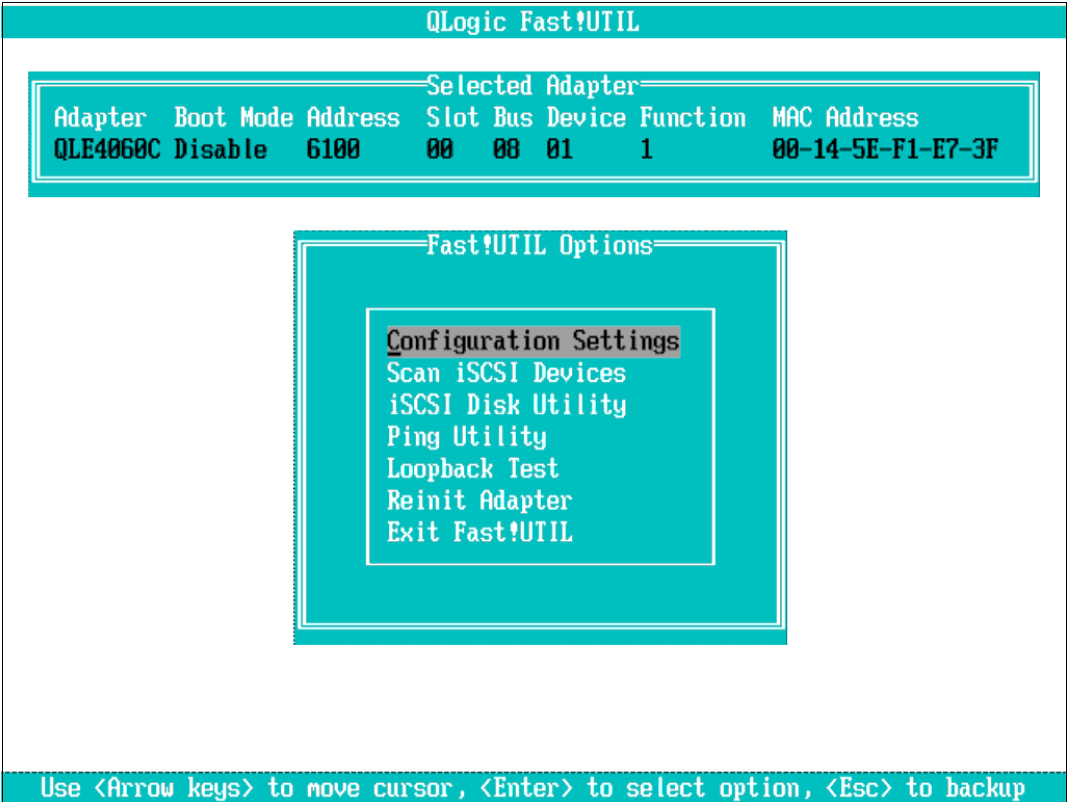 QLogic Fast!UTIL
Selected Adapter
Adapter Boot Mode Address Slot Bus Device Function MAC Address
QLE4060C Disable 6100 00 08 01 1 00-14-5E-F1-E7-3F
Fast!UTIL Options
Configuration Settings
Scan iSCSI Devices
iSCSI Disk Utility
Ping Utility
Loopback Test
Reinit Adapter
Exit Fast!UTIL
Use <Arrow keys> to move cursor, <Enter> to select option, <Esc> to backup